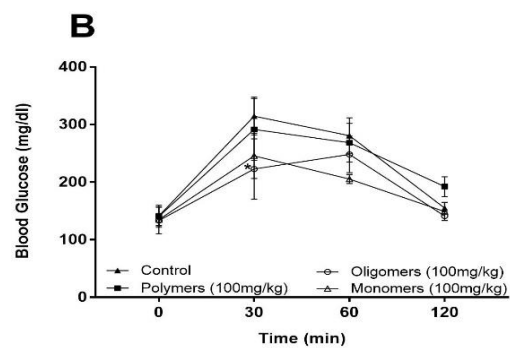 B
Blood Glucose (mg/dl)
400
300
200
100
0
*
Control
Polymers (100mg/kg)
Oligomers (100mg/kg)
Monomers (100mg/kg)
0 30 60 120
Time (min)